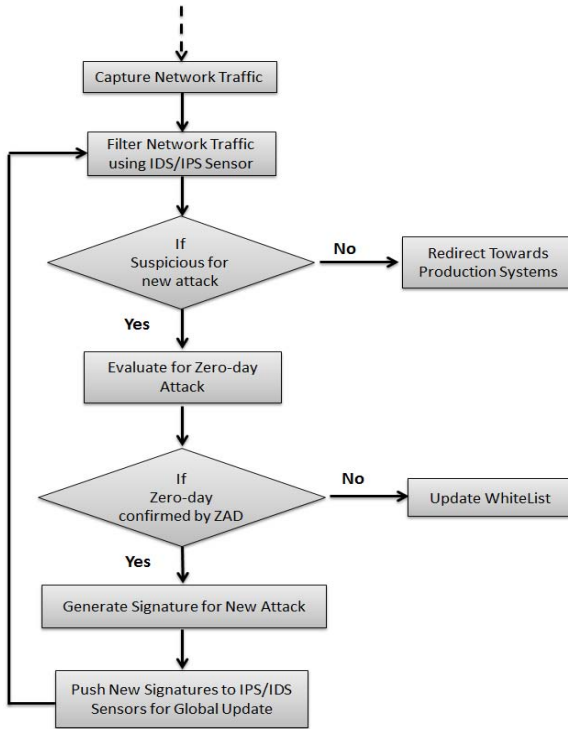 Capture Network Traffic
Filter Network Traffic
using IDS/IPS Sensor
If
Suspicious for
new attack
No
Redirect Towards
Production Systems
Yes
Evaluate for Zero-day
Attack
If
Zero-day
confirmed by ZAD
No
Update WhiteList
Yes
Generate Signature for New Attack
Push New Signatures to IPS/IDS
Sensors for Global Update